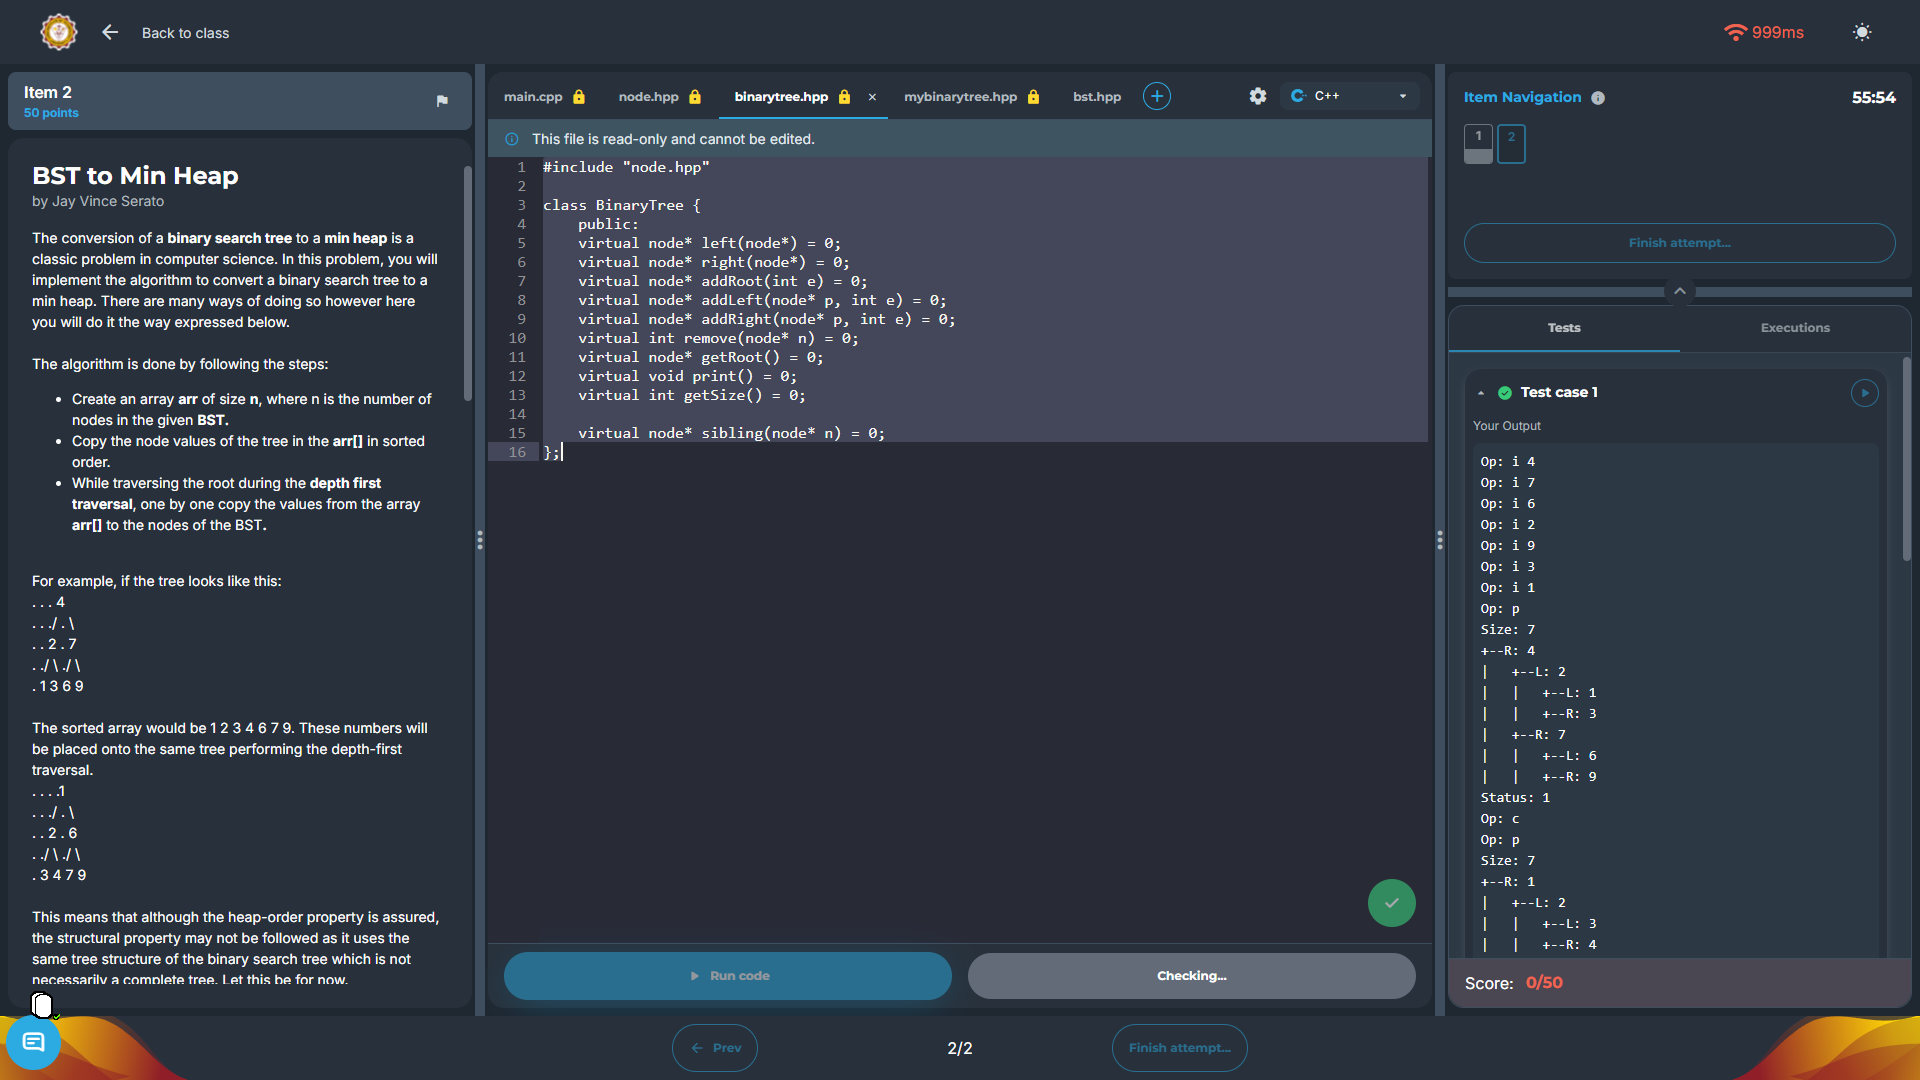 Back to class
999ms
Item 2
50 points
BST to Min Heap
by Jay Vince Serato
The conversion of a binary search tree to a min heap is a
classic problem in computer science. In this problem, you will
implement the algorithm to convert a binary search tree to a
min heap. There are many ways of doing so however here
you will do it the way expressed below.
The algorithm is done by following the steps:
• Create an array arr of size n, where n is the number of
nodes in the given BST.
• Copy the node values of the tree in the arr[] in sorted
order.
• While traversing the root during the depth first
traversal, one by one copy the values from the array
arr[] to the nodes of the BST.
For example, if the tree looks like this:
. . . 4
. . ./ . \
. . 2 . 7
. ./ \ ./ \
. 1 3 6 9
The sorted array would be 1 2 3 4 6 7 9. These numbers will
be placed onto the same tree performing the depth-first
traversal.
. . . .1
. . ./ . \
. . 2 . 6
. ./ \ ./ \
. 3 4 7 9
This means that although the heap-order property is assured,
the structural property may not be followed as it uses the
same tree structure of the binary search tree which is not
necessarily a complete tree. Let this be for now.
main.cpp
node.hpp
binarytree.hpp
×
mybinarytree.hpp
bst.hpp
+
C++
This file is read-only and cannot be edited.
1 #include "node.hpp"
2
3 class BinaryTree {
4 public:
5 virtual node* left(node*) = 0;
6 virtual node* right(node*) = 0;
7 virtual node* addRoot(int e) = 0;
8 virtual node* addLeft(node* p, int e) = 0;
9 virtual node* addRight(node* p, int e) = 0;
10 virtual int remove(node* n) = 0;
11 virtual node* getRoot() = 0;
12 virtual void print() = 0;
13 virtual int getSize() = 0;
14
15 virtual node* sibling(node* n) = 0;
16 };
Run code
Checking...
Item Navigation
55:54
1
2
Finish attempt...
Tests
Executions
Test case 1
Your Output
Op: i 4
Op: i 7
Op: i 6
Op: i 2
Op: i 9
Op: i 3
Op: i 1
Op: p
Size: 7
+--R: 4
|   +--L: 2
|   |   +--L: 1
|   |   +--R: 3
|   +--R: 7
|   |   +--L: 6
|   |   +--R: 9
Status: 1
Op: c
Op: p
Size: 7
+--R: 1
|   +--L: 2
|   |   +--L: 3
|   |   +--R: 4
Score: 0/50
Prev
2/2
Finish attempt...